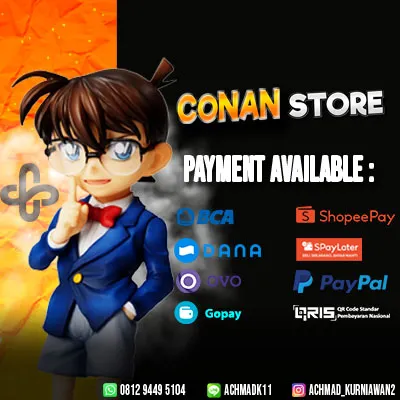 CONAN STORE
PAYMENT AVAILABLE :
BCA
ShopeePay
DANA
SPayLater
OVO
PayPal
Gopay
QRIS
QR Code Standar
Pembayaran Nasional
0812 9449 5104
ACHMADK11
ACHMAD_KURNIAWAN2